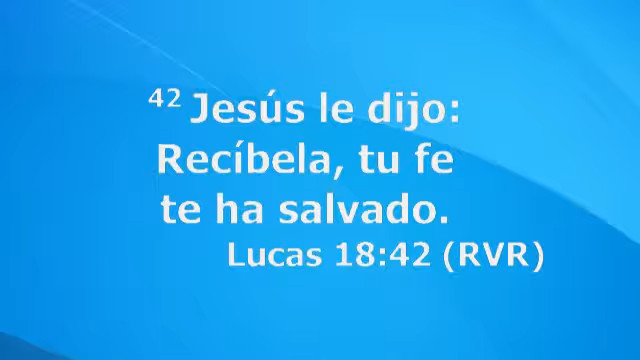 42 Jesús le dijo:
Recíbela, tu fe
te ha salvado.
Lucas 18:42 (RVR)